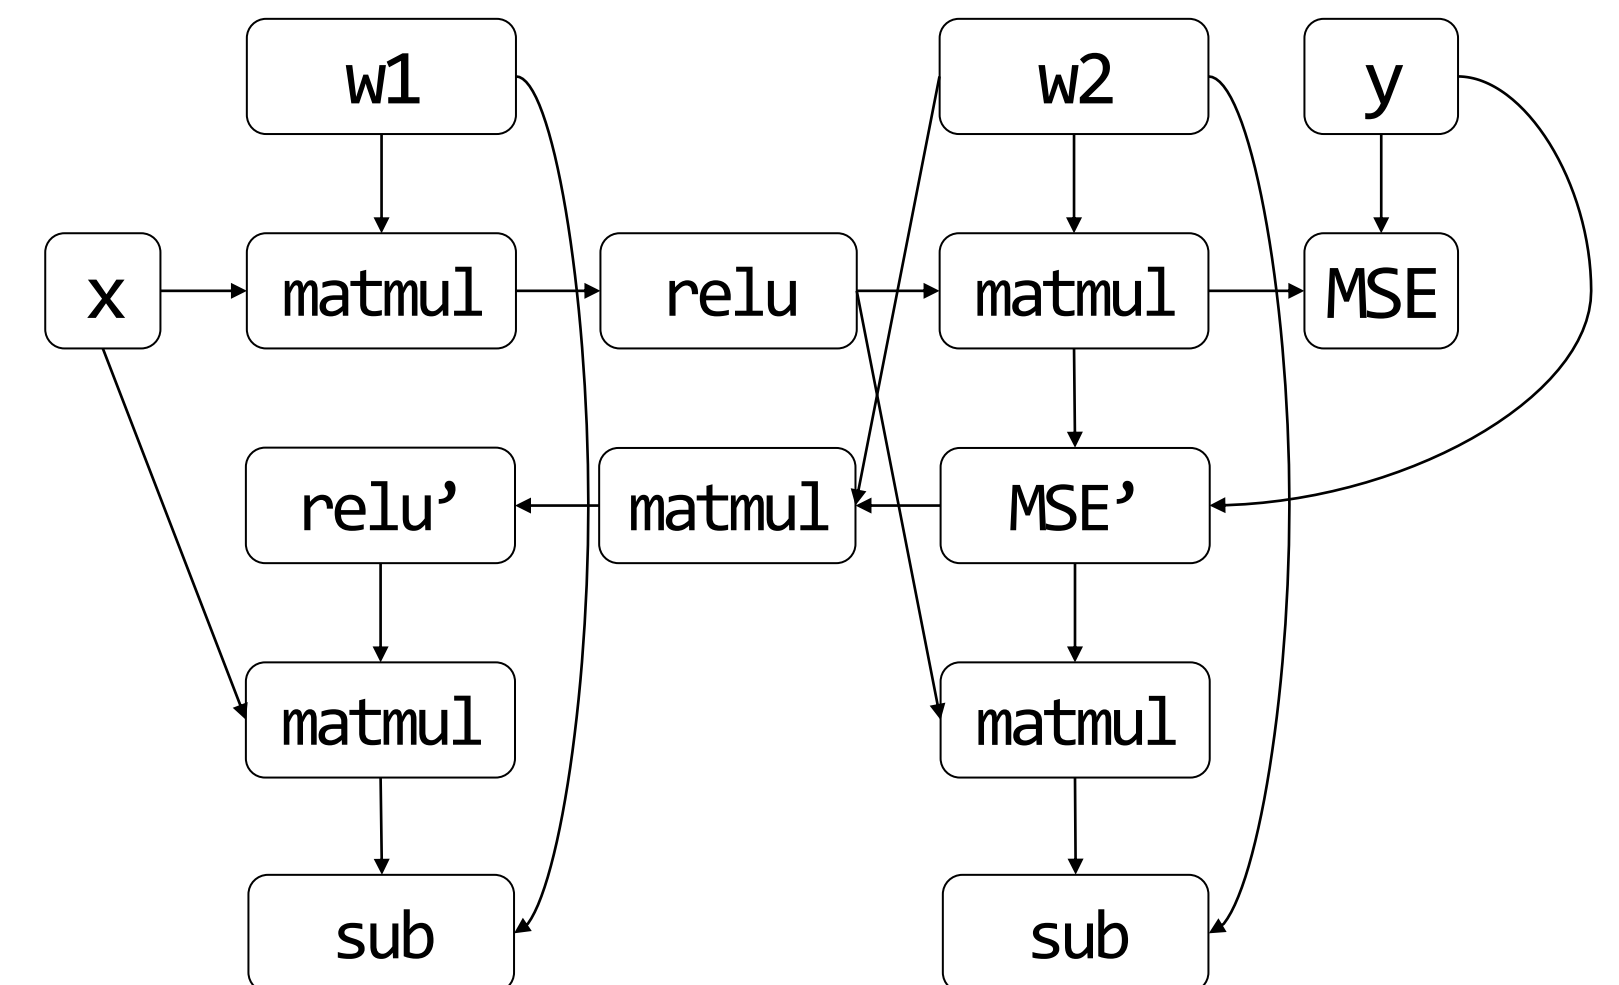 w1
w2
y
x
matmul
relu
matmul
MSE
relu’
matmul
MSE’
matmul
matmul
sub
sub